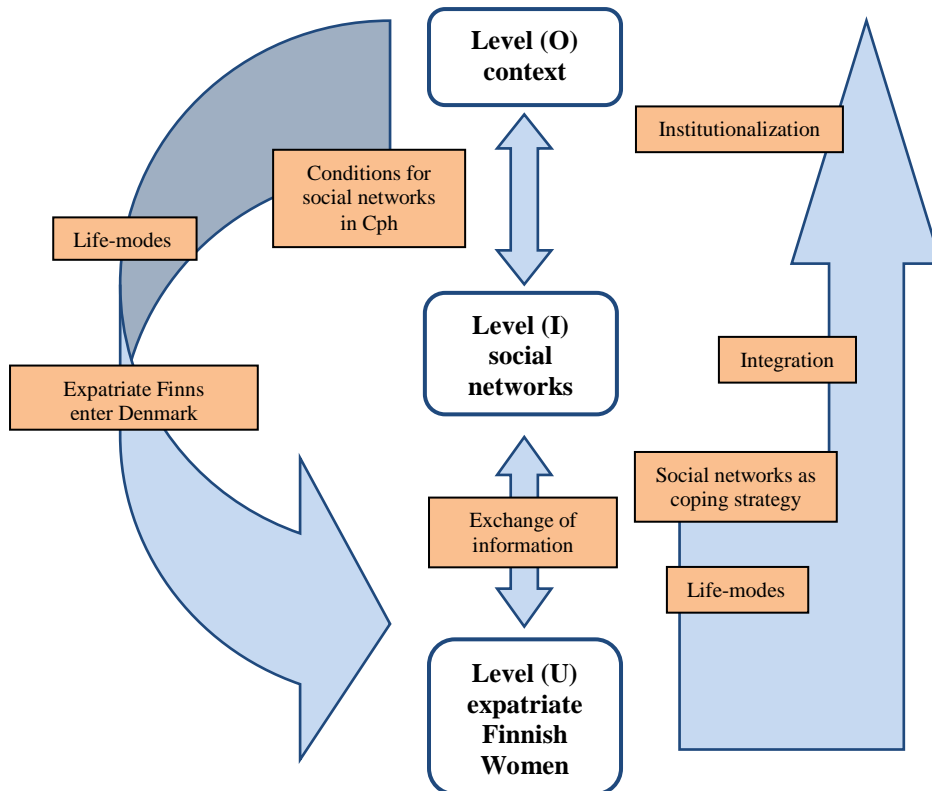 Level (O)
context
Institutionalization
Conditions for
social networks
in Cph
Life-modes
Level (I)
social
networks
Integration
Expatriate Finns
enter Denmark
Social networks as
coping strategy
Exchange of
information
Life-modes
Level (U)
expatriate
Finnish
Women